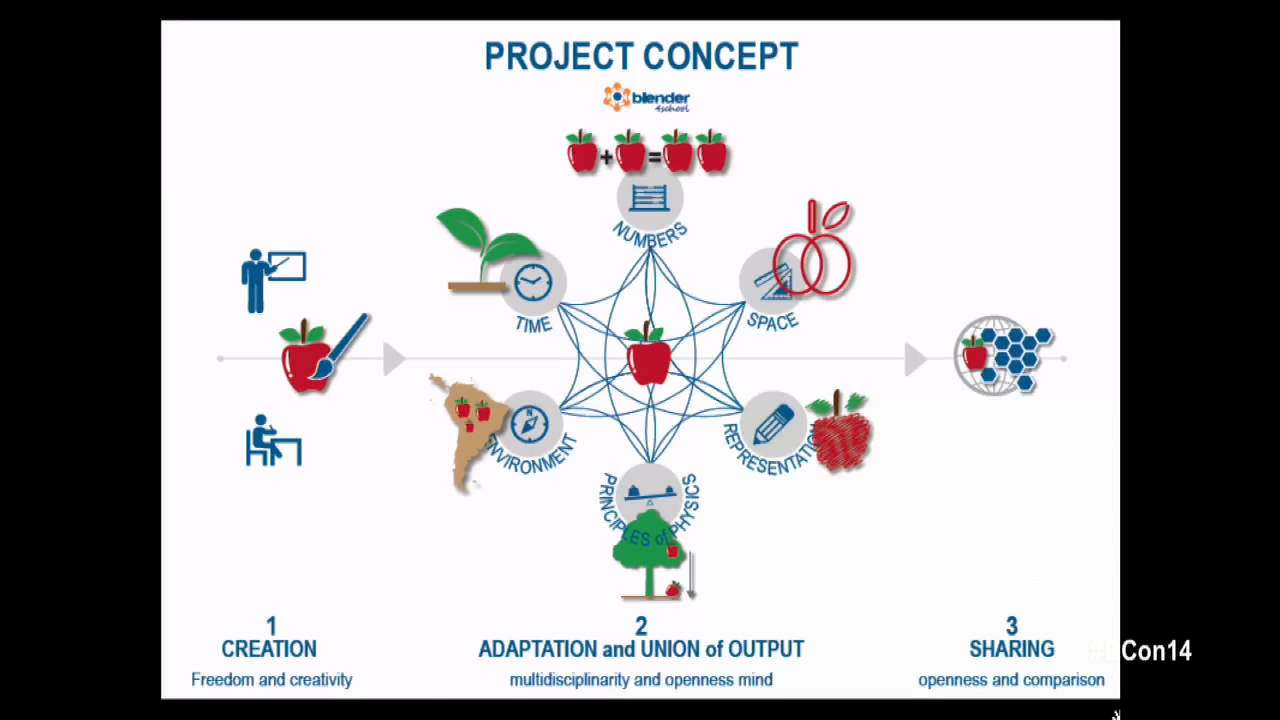 PROJECT CONCEPT
blender
4school
+ =
NUMBERS
TIME
SPACE
N
ENVIRONMENT
REPRESENTATION
PRINCIPLES of PHYSICS
1
CREATION
Freedom and creativity
2
ADAPTATION and UNION of OUTPUT
multidisciplinarity and openness mind
3
SHARING
openness and comparison
#BCon14